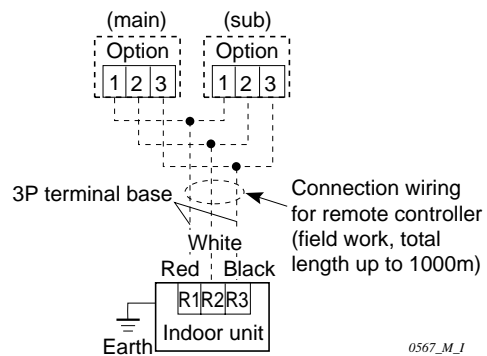 (main) (sub)
Option Option
1 2 3 1 2 3
3P terminal base
Connection wiring
for remote controller
(field work, total
length up to 1000m)
White
Red Black
R1 R2 R3
Indoor unit
Earth
0567_M_I